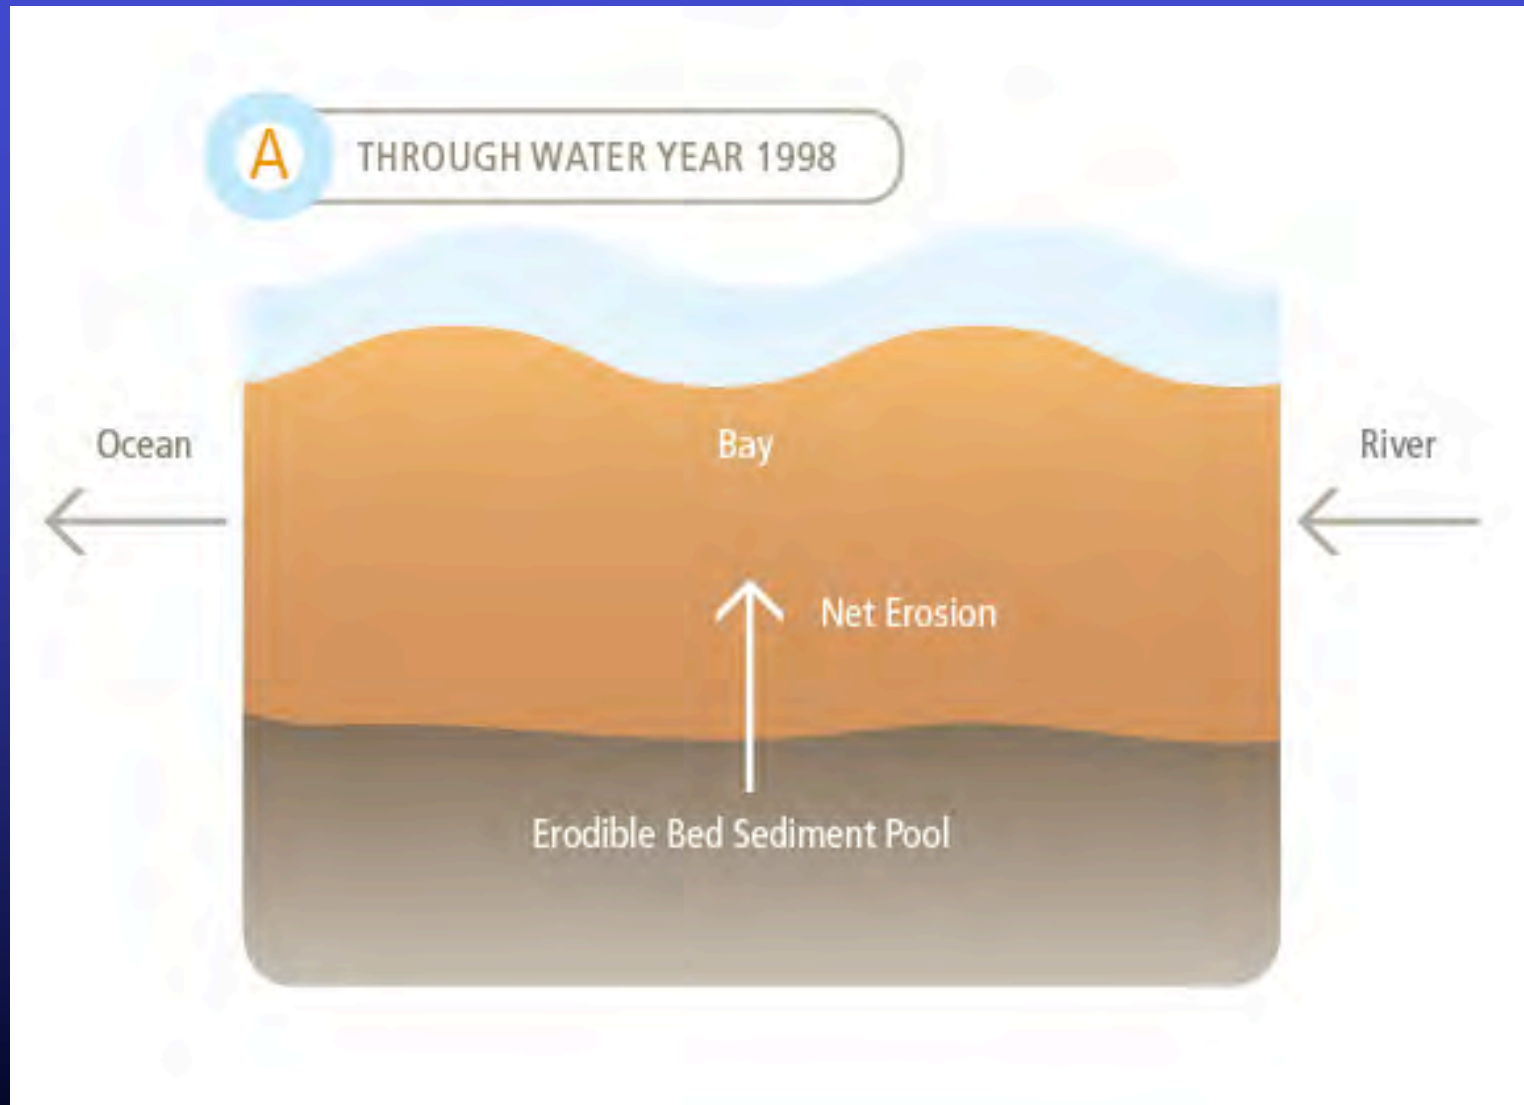 A
THROUGH WATER YEAR 1998
Ocean
Bay
River
Net Erosion
Erodible Bed Sediment Pool